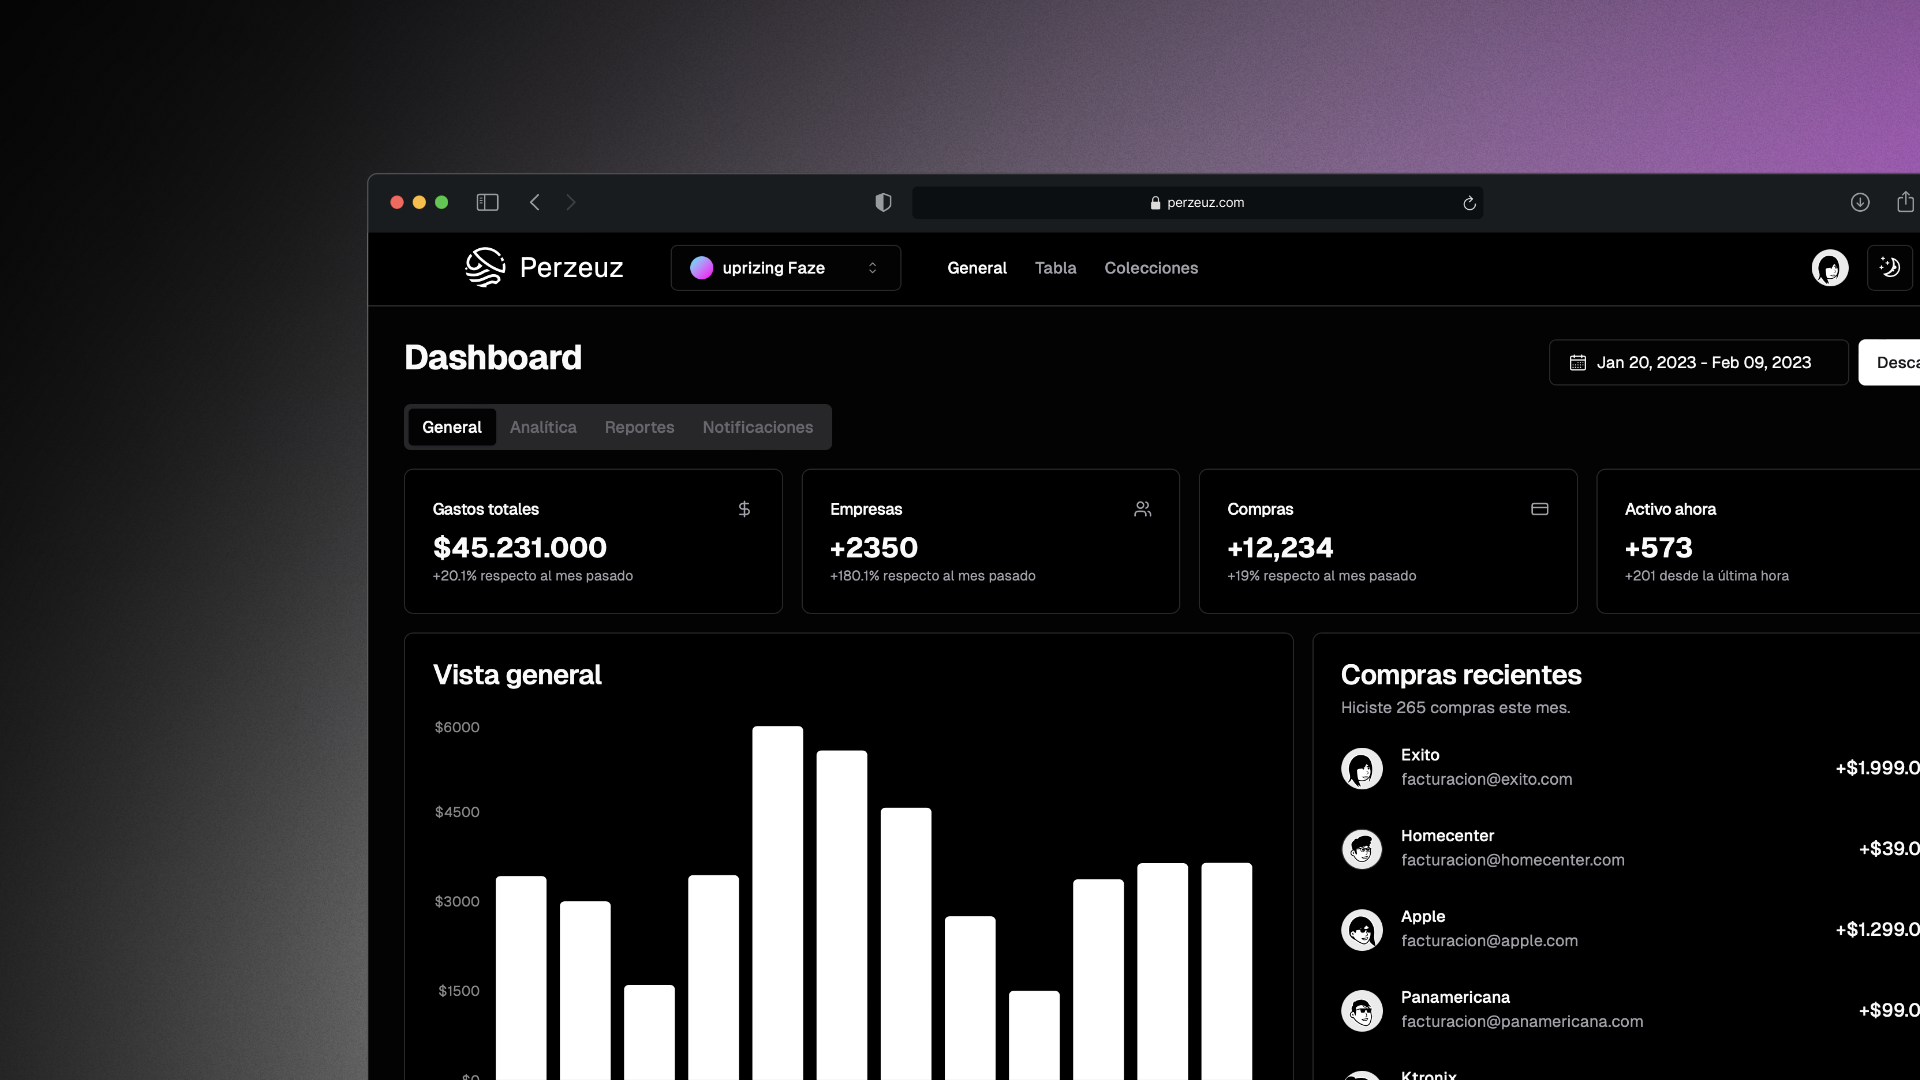 perzeuz.com
Perzeuz
uprizing Faze
General Tabla Colecciones
Dashboard
Jan 20, 2023 - Feb 09, 2023
Desca
General Analítica Reportes Notificaciones
Gastos totales
$45.231.000
+20.1% respecto al mes pasado
Empresas
+2350
+180.1% respecto al mes pasado
Compras
+12,234
+19% respecto al mes pasado
Activo ahora
+573
+201 desde la última hora
Vista general
$6000
$4500
$3000
$1500
$0
Compras recientes
Hiciste 265 compras este mes.
Exito
facturacion@exito.com
+$1.999.0
Homecenter
facturacion@homecenter.com
+$39.0
Apple
facturacion@apple.com
+$1.299.0
Panamericana
facturacion@panamericana.com
+$99.0
Ktronix